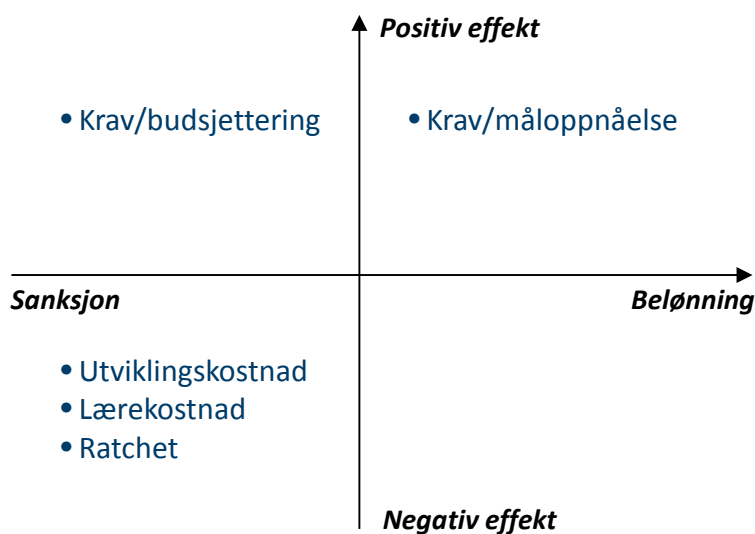 Positiv effekt
• Krav/budsjettering
• Krav/måloppnåelse
Sanksjon
Belønning
• Utviklingskostnad
• Lærekostnad
• Ratchet
Negativ effekt